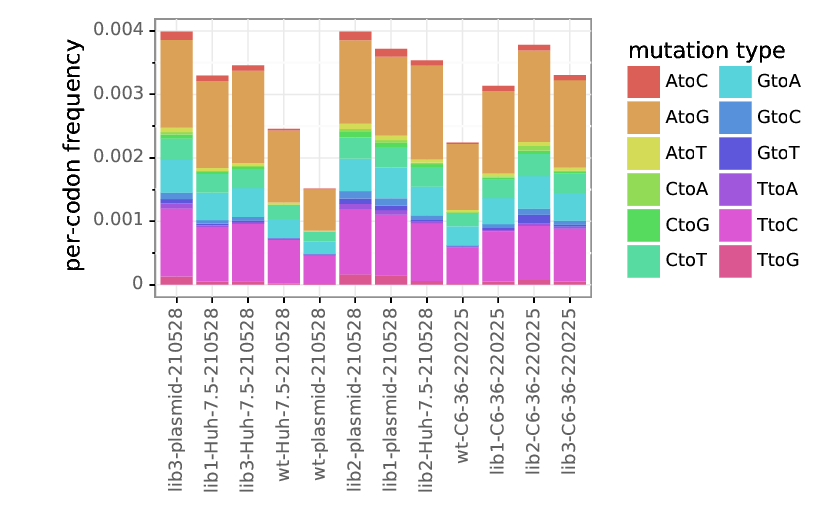 per-codon frequency
0.004
0.003
0.002
0.001
0
lib3-plasmid-210528
lib1-Huh-7.5-210528
lib3-Huh-7.5-210528
wt-Huh-7.5-210528
wt-plasmid-210528
lib2-plasmid-210528
lib1-plasmid-210528
lib2-Huh-7.5-210528
wt-C6-36-220225
lib1-C6-36-220225
lib2-C6-36-220225
lib3-C6-36-220225
mutation type
AtoC
AtoG
AtoT
CtoA
CtoG
CtoT
GtoA
GtoC
GtoT
TtoA
TtoC
TtoG